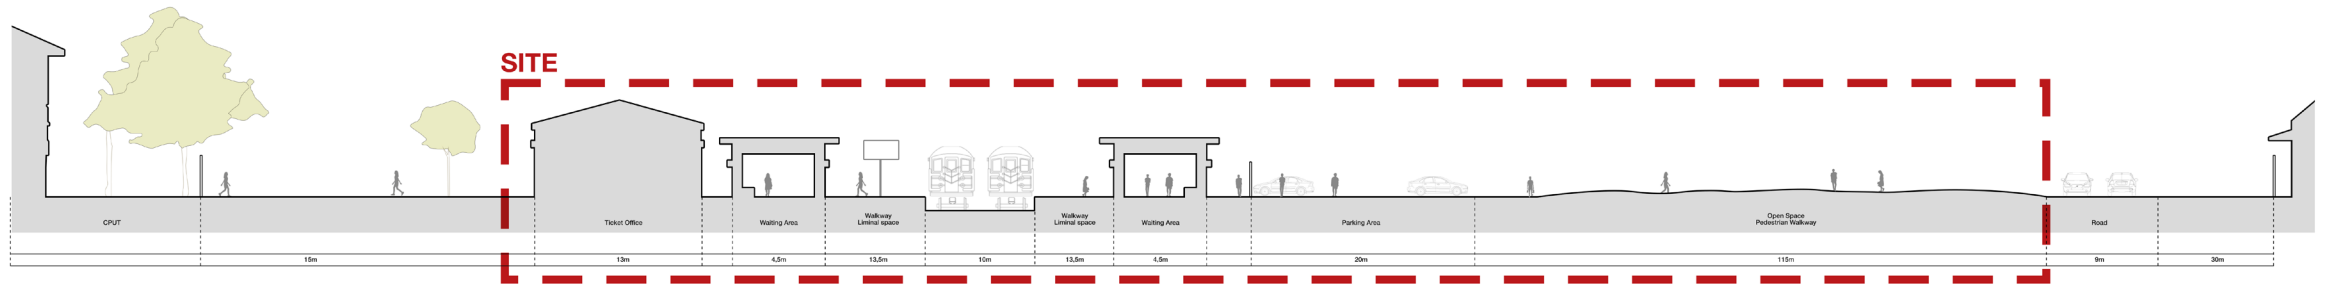 SITE
CPUT
Ticket Office
Waiting Area
Walkway
Liminal space
Walkway
Liminal space
Waiting Area
Parking Area
Open Space
Pedestrian Walkway
Road
15m
13m
4,5m
13,5m
10m
13,5m
4.5m
20m
115m
9m
30m